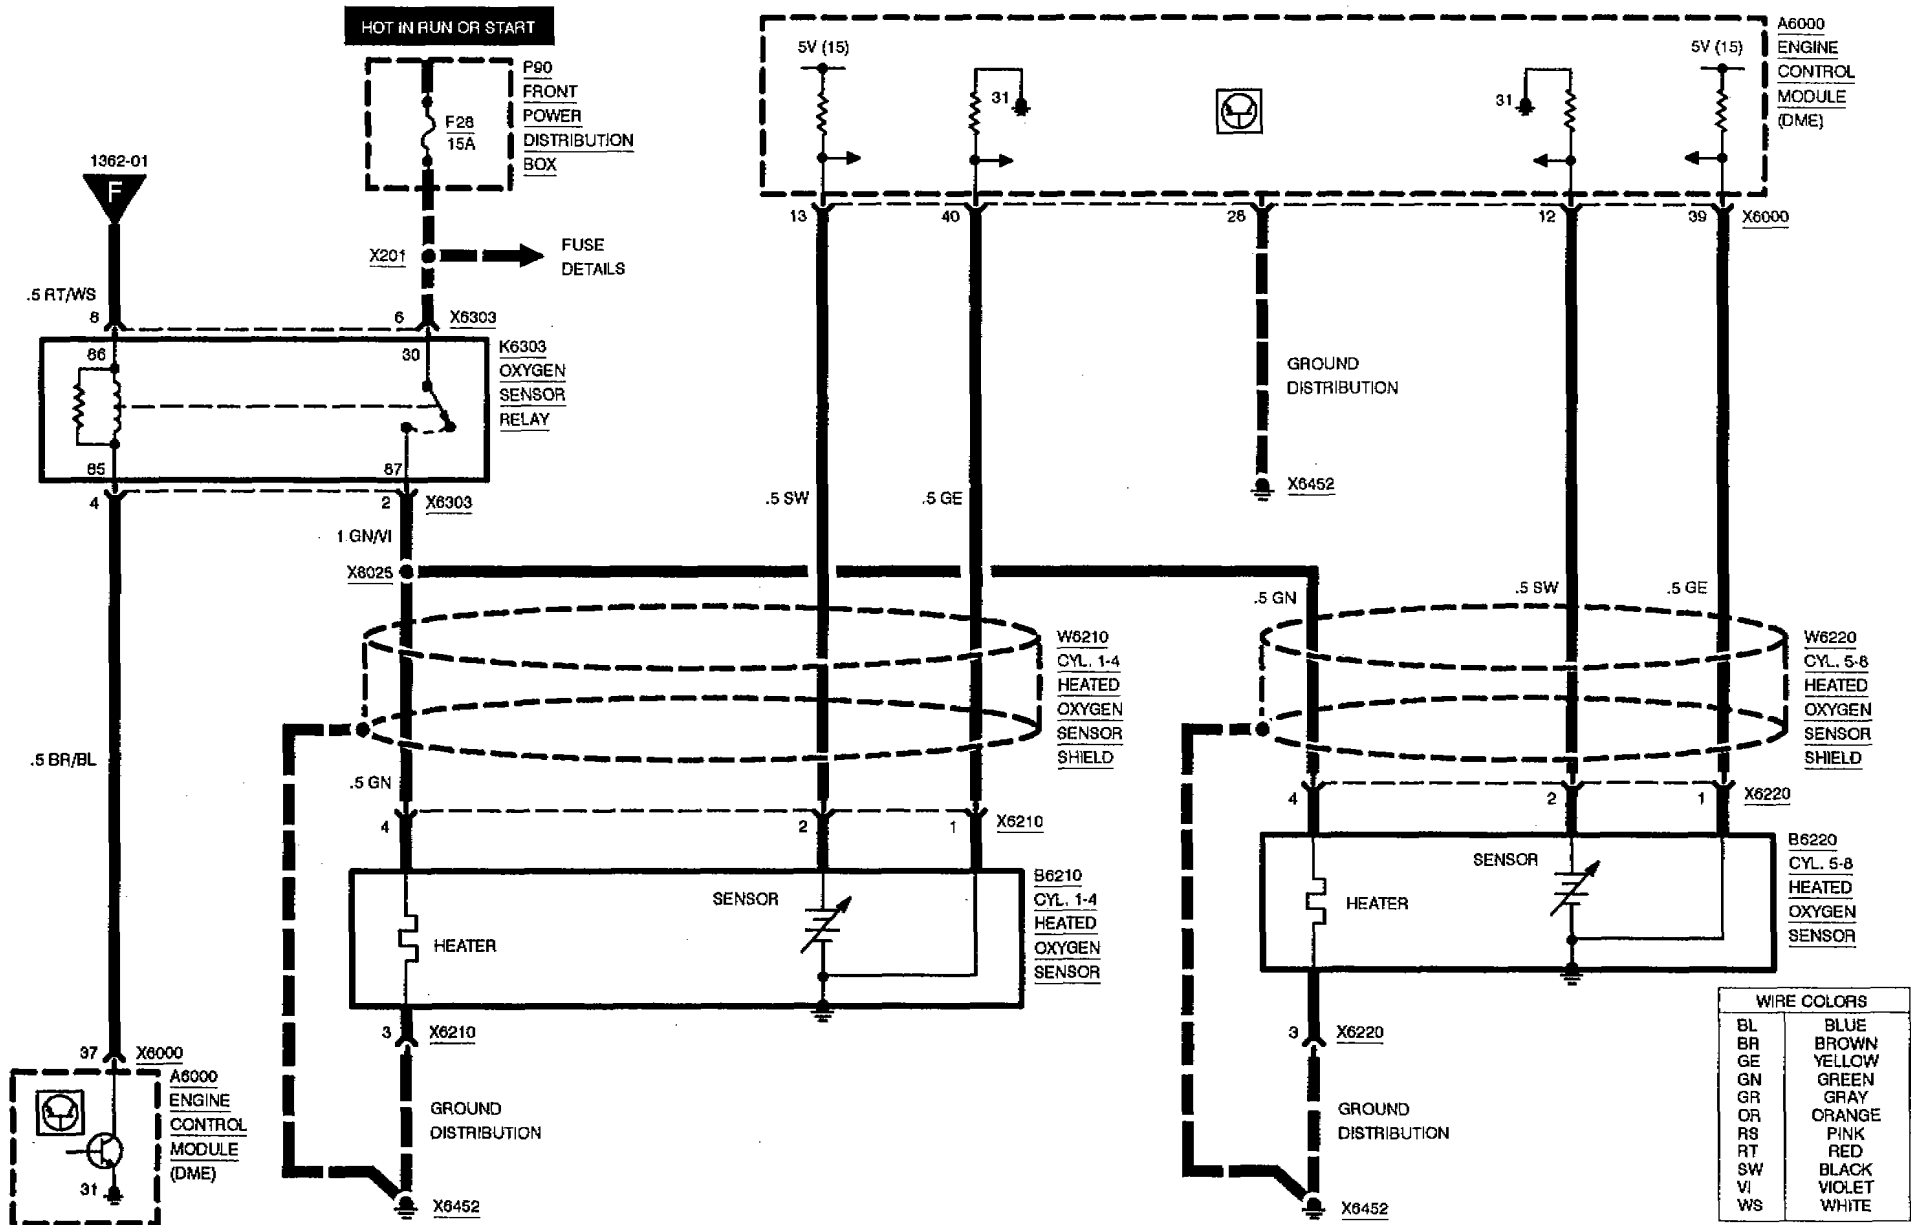 HOT IN RUN OR START
P90
FRONT
POWER
DISTRIBUTION
BOX
F28
15A
1362-01
F
X201
FUSE
DETAILS
.5 RT/WS
8
6
X6303
86
30
K6303
OXYGEN
SENSOR
RELAY
85
87
4
2
X6303
1 GN/VI
X8025
5V (15)
31
31
5V (15)
A6000
ENGINE
CONTROL
MODULE
(DME)
13
40
28
12
39
X6000
GROUND
DISTRIBUTION
X6452
.5 SW
.5 GE
.5 GN
.5 SW
.5 GE
W6210
CYL. 1-4
HEATED
OXYGEN
SENSOR
SHIELD
W6220
CYL. 5-8
HEATED
OXYGEN
SENSOR
SHIELD
.5 BR/BL
.5 GN
4
2
1
X6210
4
2
1
X6220
SENSOR
HEATER
B6210
CYL. 1-4
HEATED
OXYGEN
SENSOR
SENSOR
HEATER
B6220
CYL. 5-8
HEATED
OXYGEN
SENSOR
3
X6210
3
X6220
GROUND
DISTRIBUTION
GROUND
DISTRIBUTION
X6452
X6452
37
X6000
A6000
ENGINE
CONTROL
MODULE
(DME)
31
WIRE COLORS
BL BLUE
BR BROWN
GE YELLOW
GN GREEN
GR GRAY
OR ORANGE
RS PINK
RT RED
SW BLACK
VI VIOLET
WS WHITE